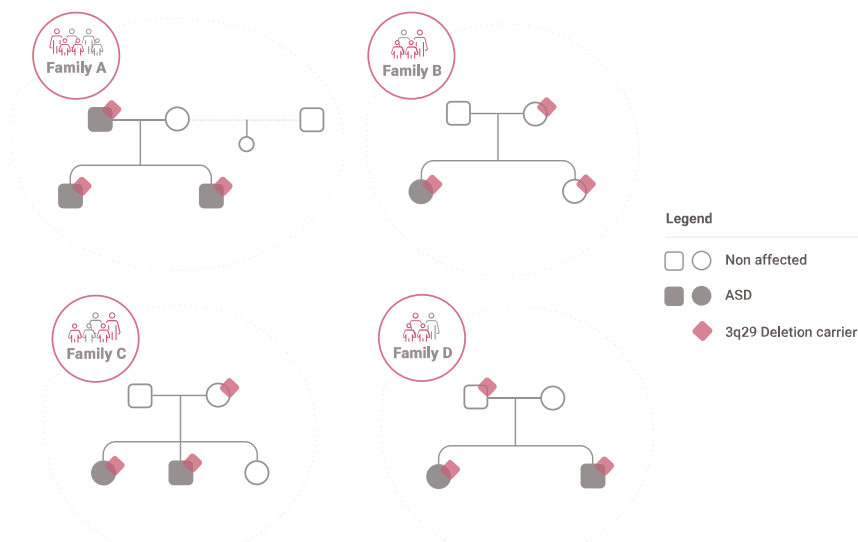 Family A
Family B
Legend
Non affected
ASD
3q29 Deletion carrier
Family C
Family D